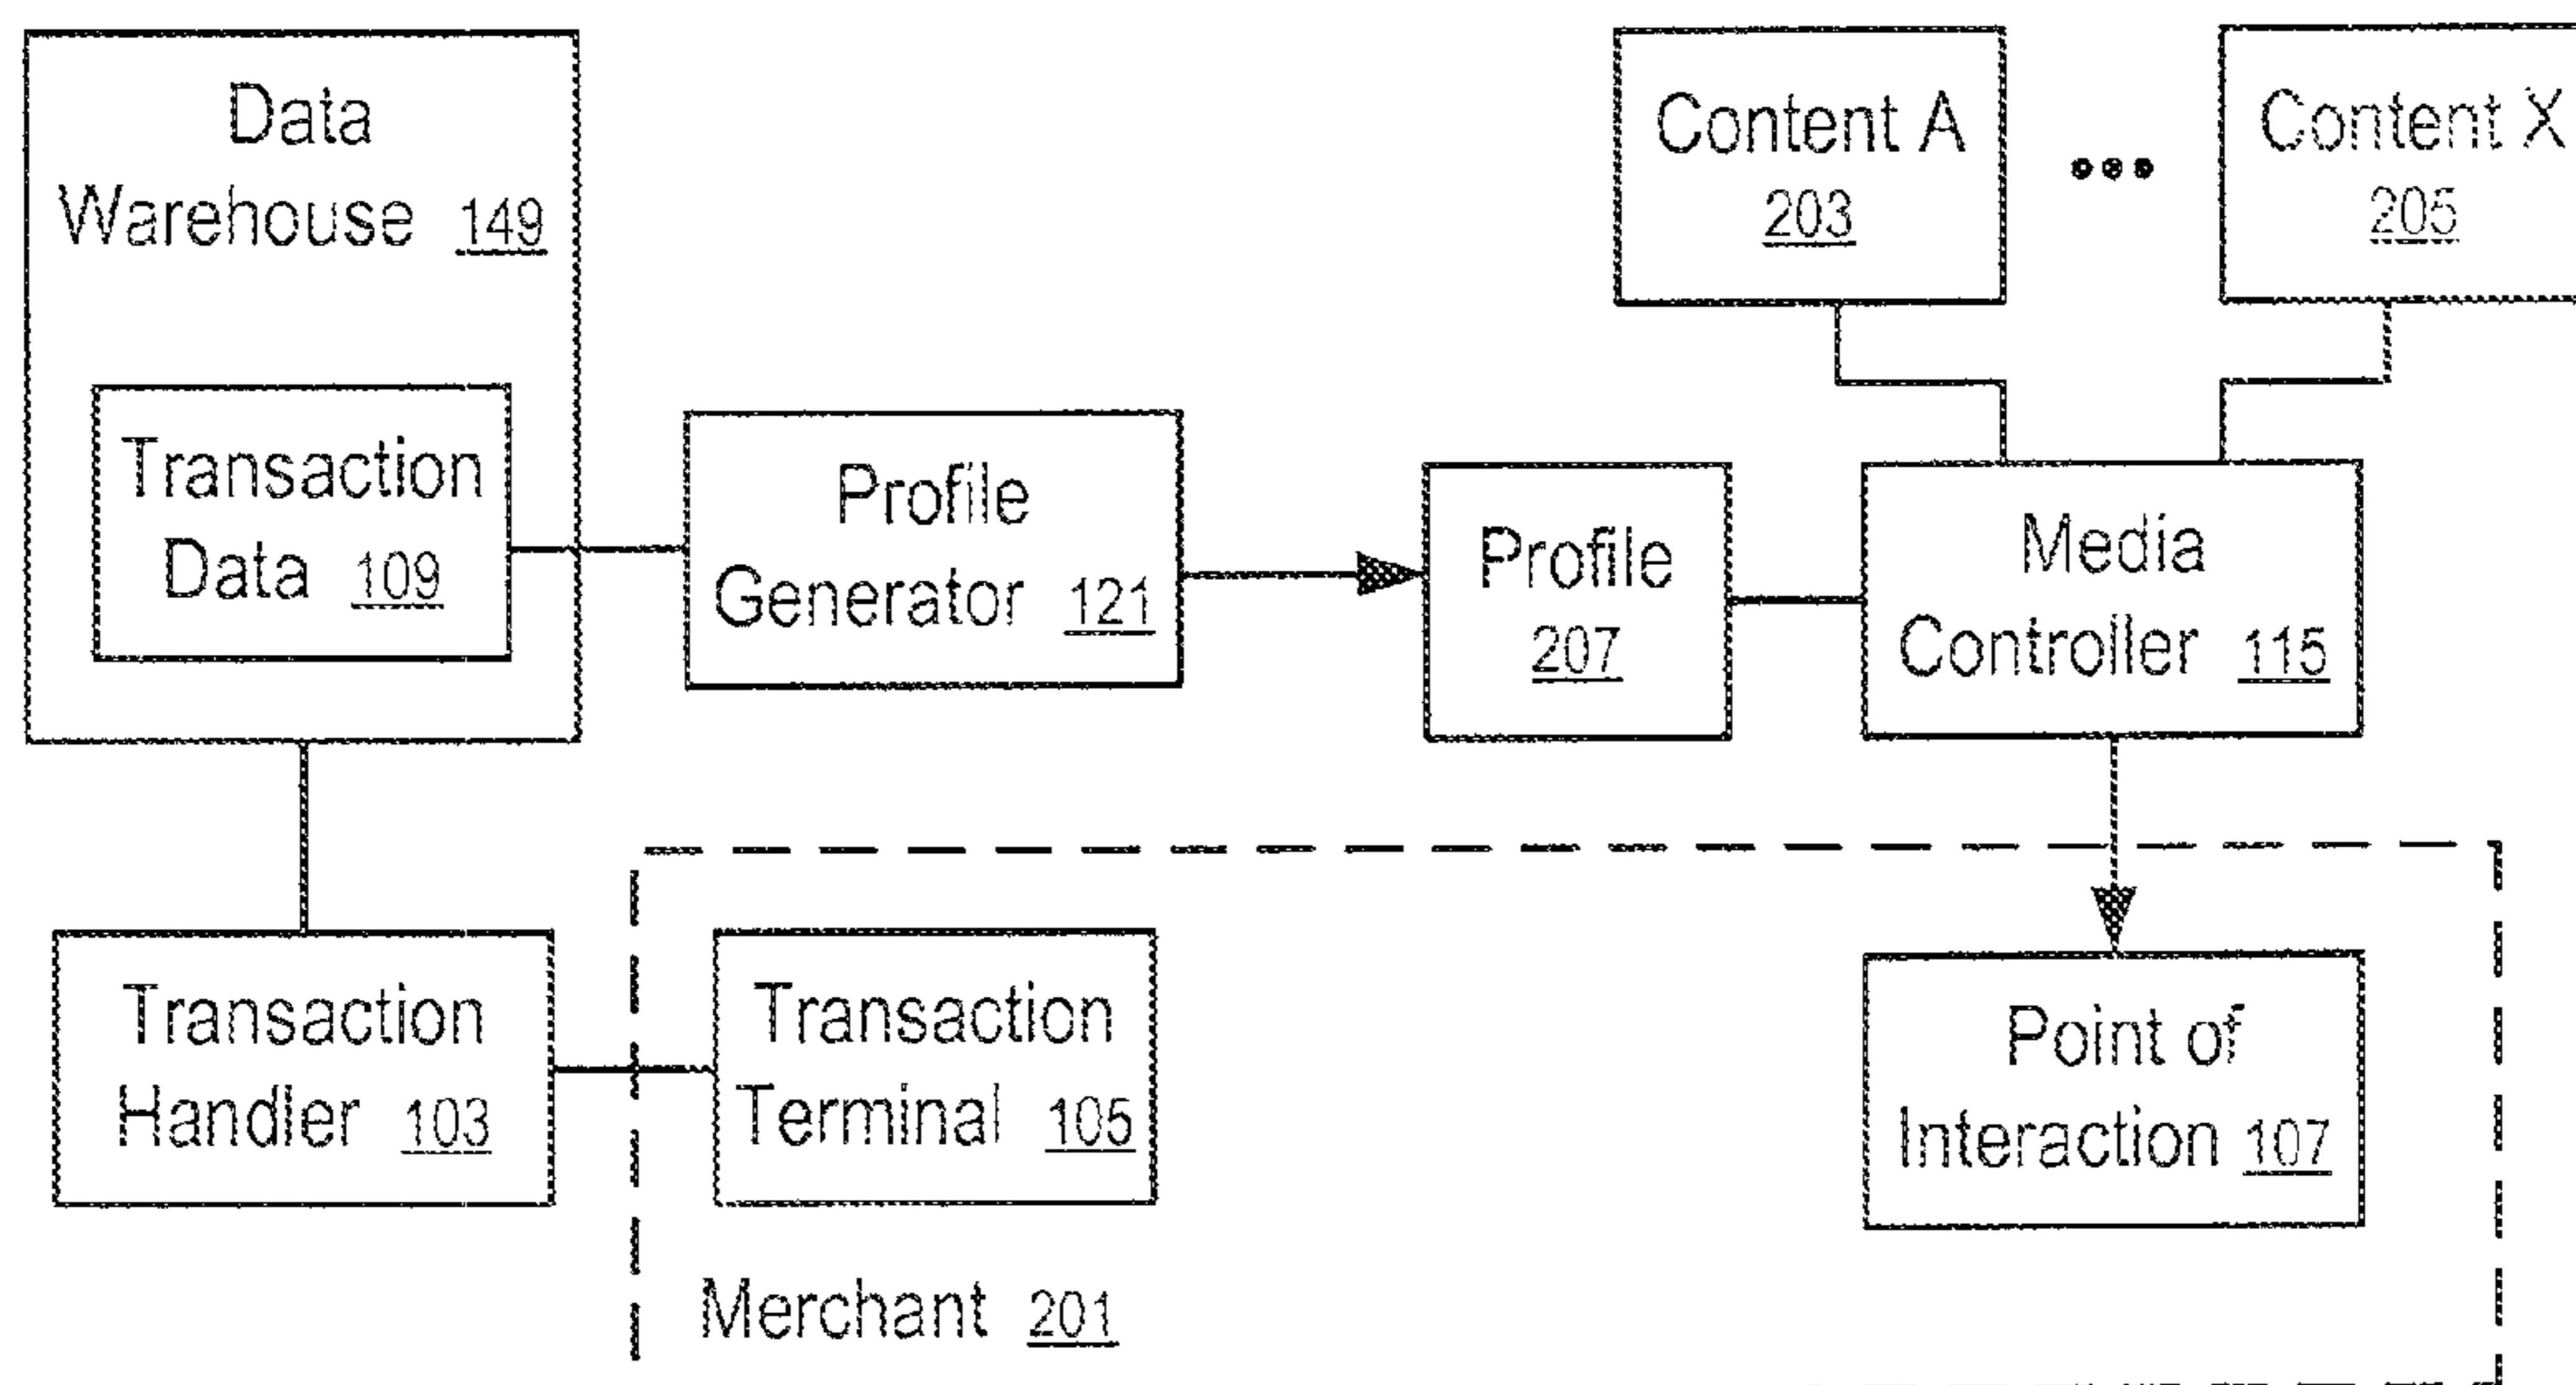 Data
Warehouse 149
Transaction
Data 109
Profile
Generator 121
Profile
207
Content A
203
...
Content X
205
Media
Controller 115
Transaction
Handler 103
Transaction
Terminal 105
Merchant 201
Point of
Interaction 107